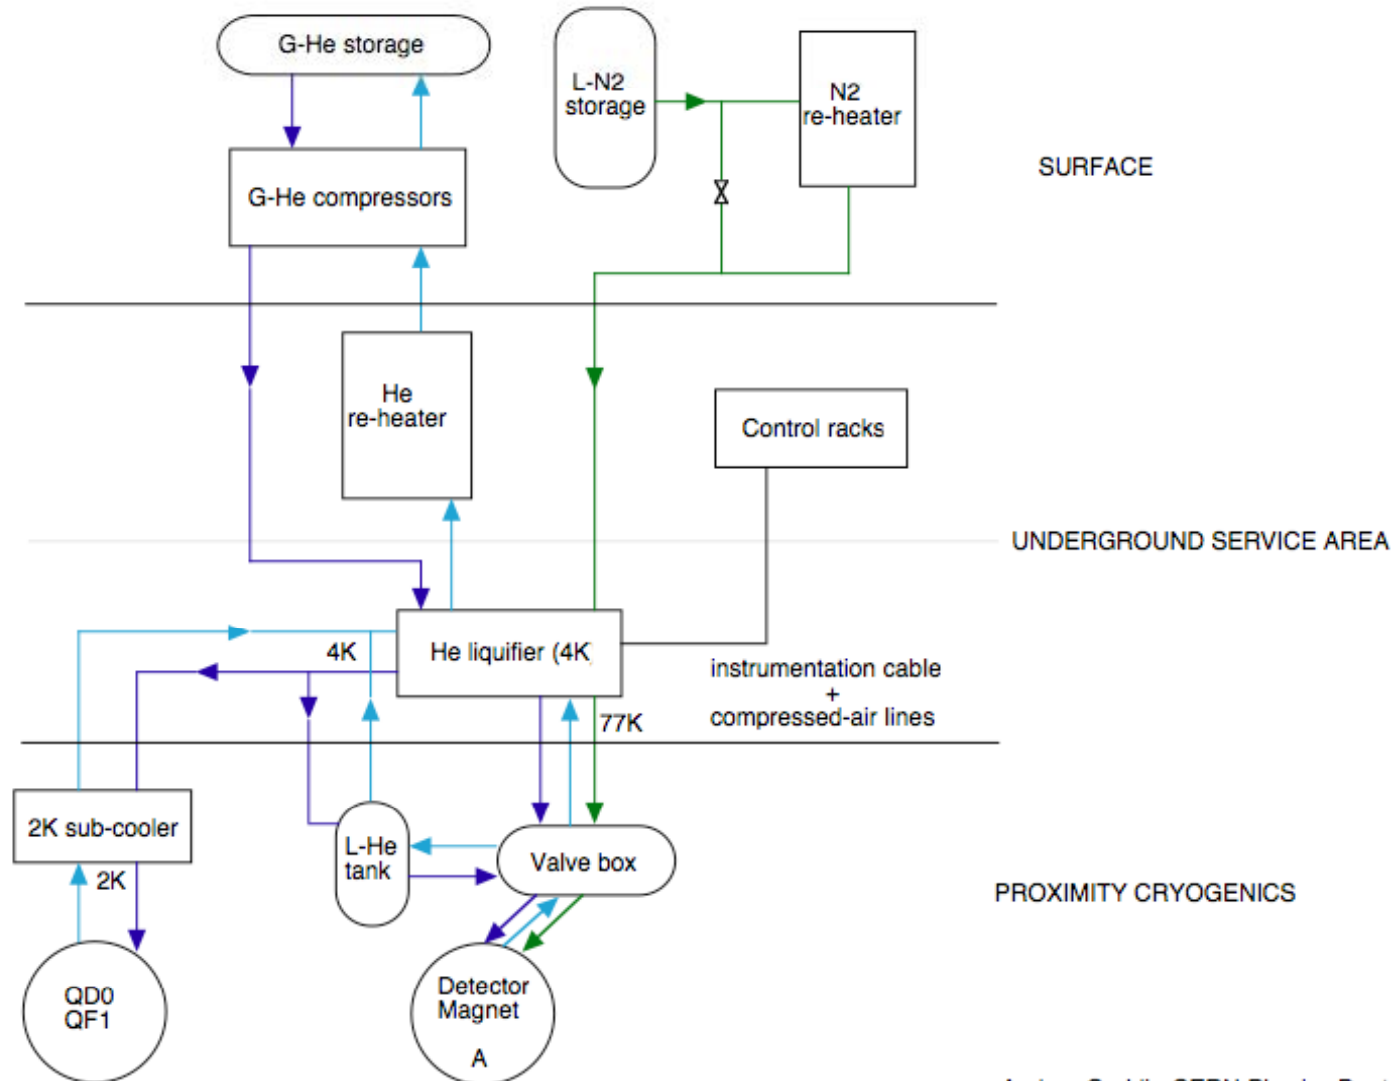 G-He storage
L-N2
storage
N2
re-heater
SURFACE
G-He compressors
He
re-heater
Control racks
UNDERGROUND SERVICE AREA
4K
He liquifier (4K
instrumentation cable
+
compressed-air lines
77K
2K sub-cooler
L-He
tank
Valve box
2K
PROXIMITY CRYOGENICS
QD0
QF1
Detector
Magnet
A